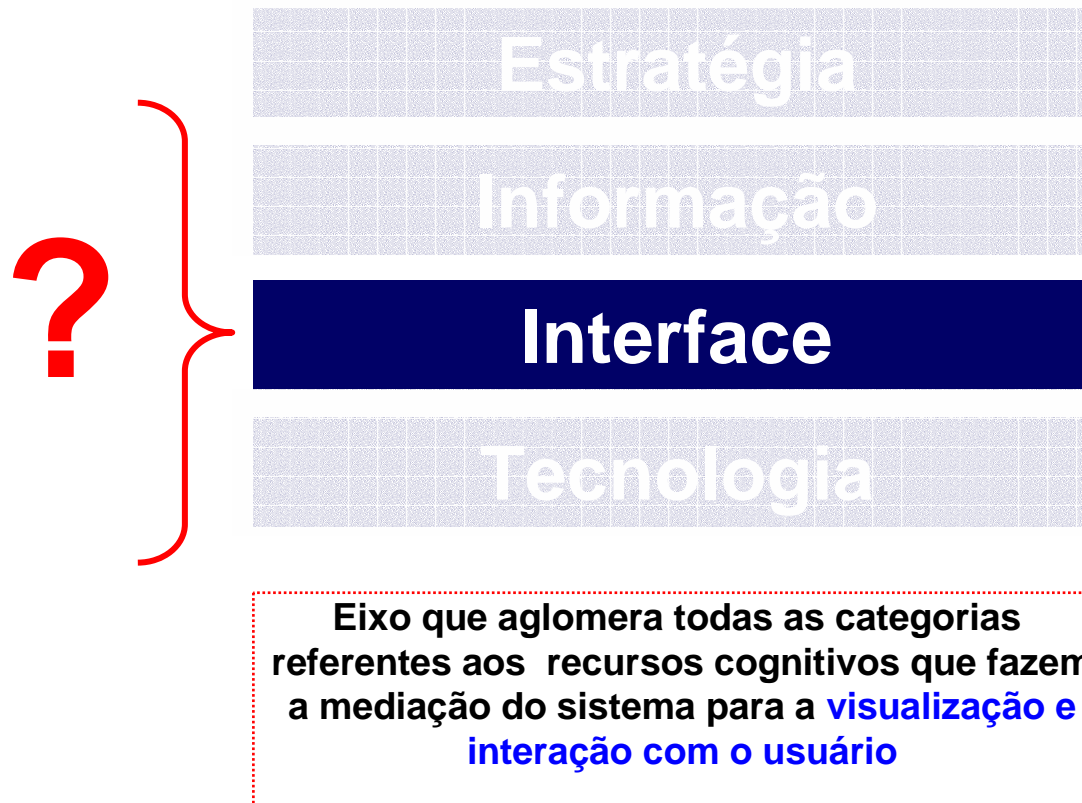 Estratégia
Informação
?
Interface
Tecnologia
Eixo que aglomera todas as categorias
referentes aos recursos cognitivos que fazem
a mediação do sistema para a visualização e
interação com o usuário